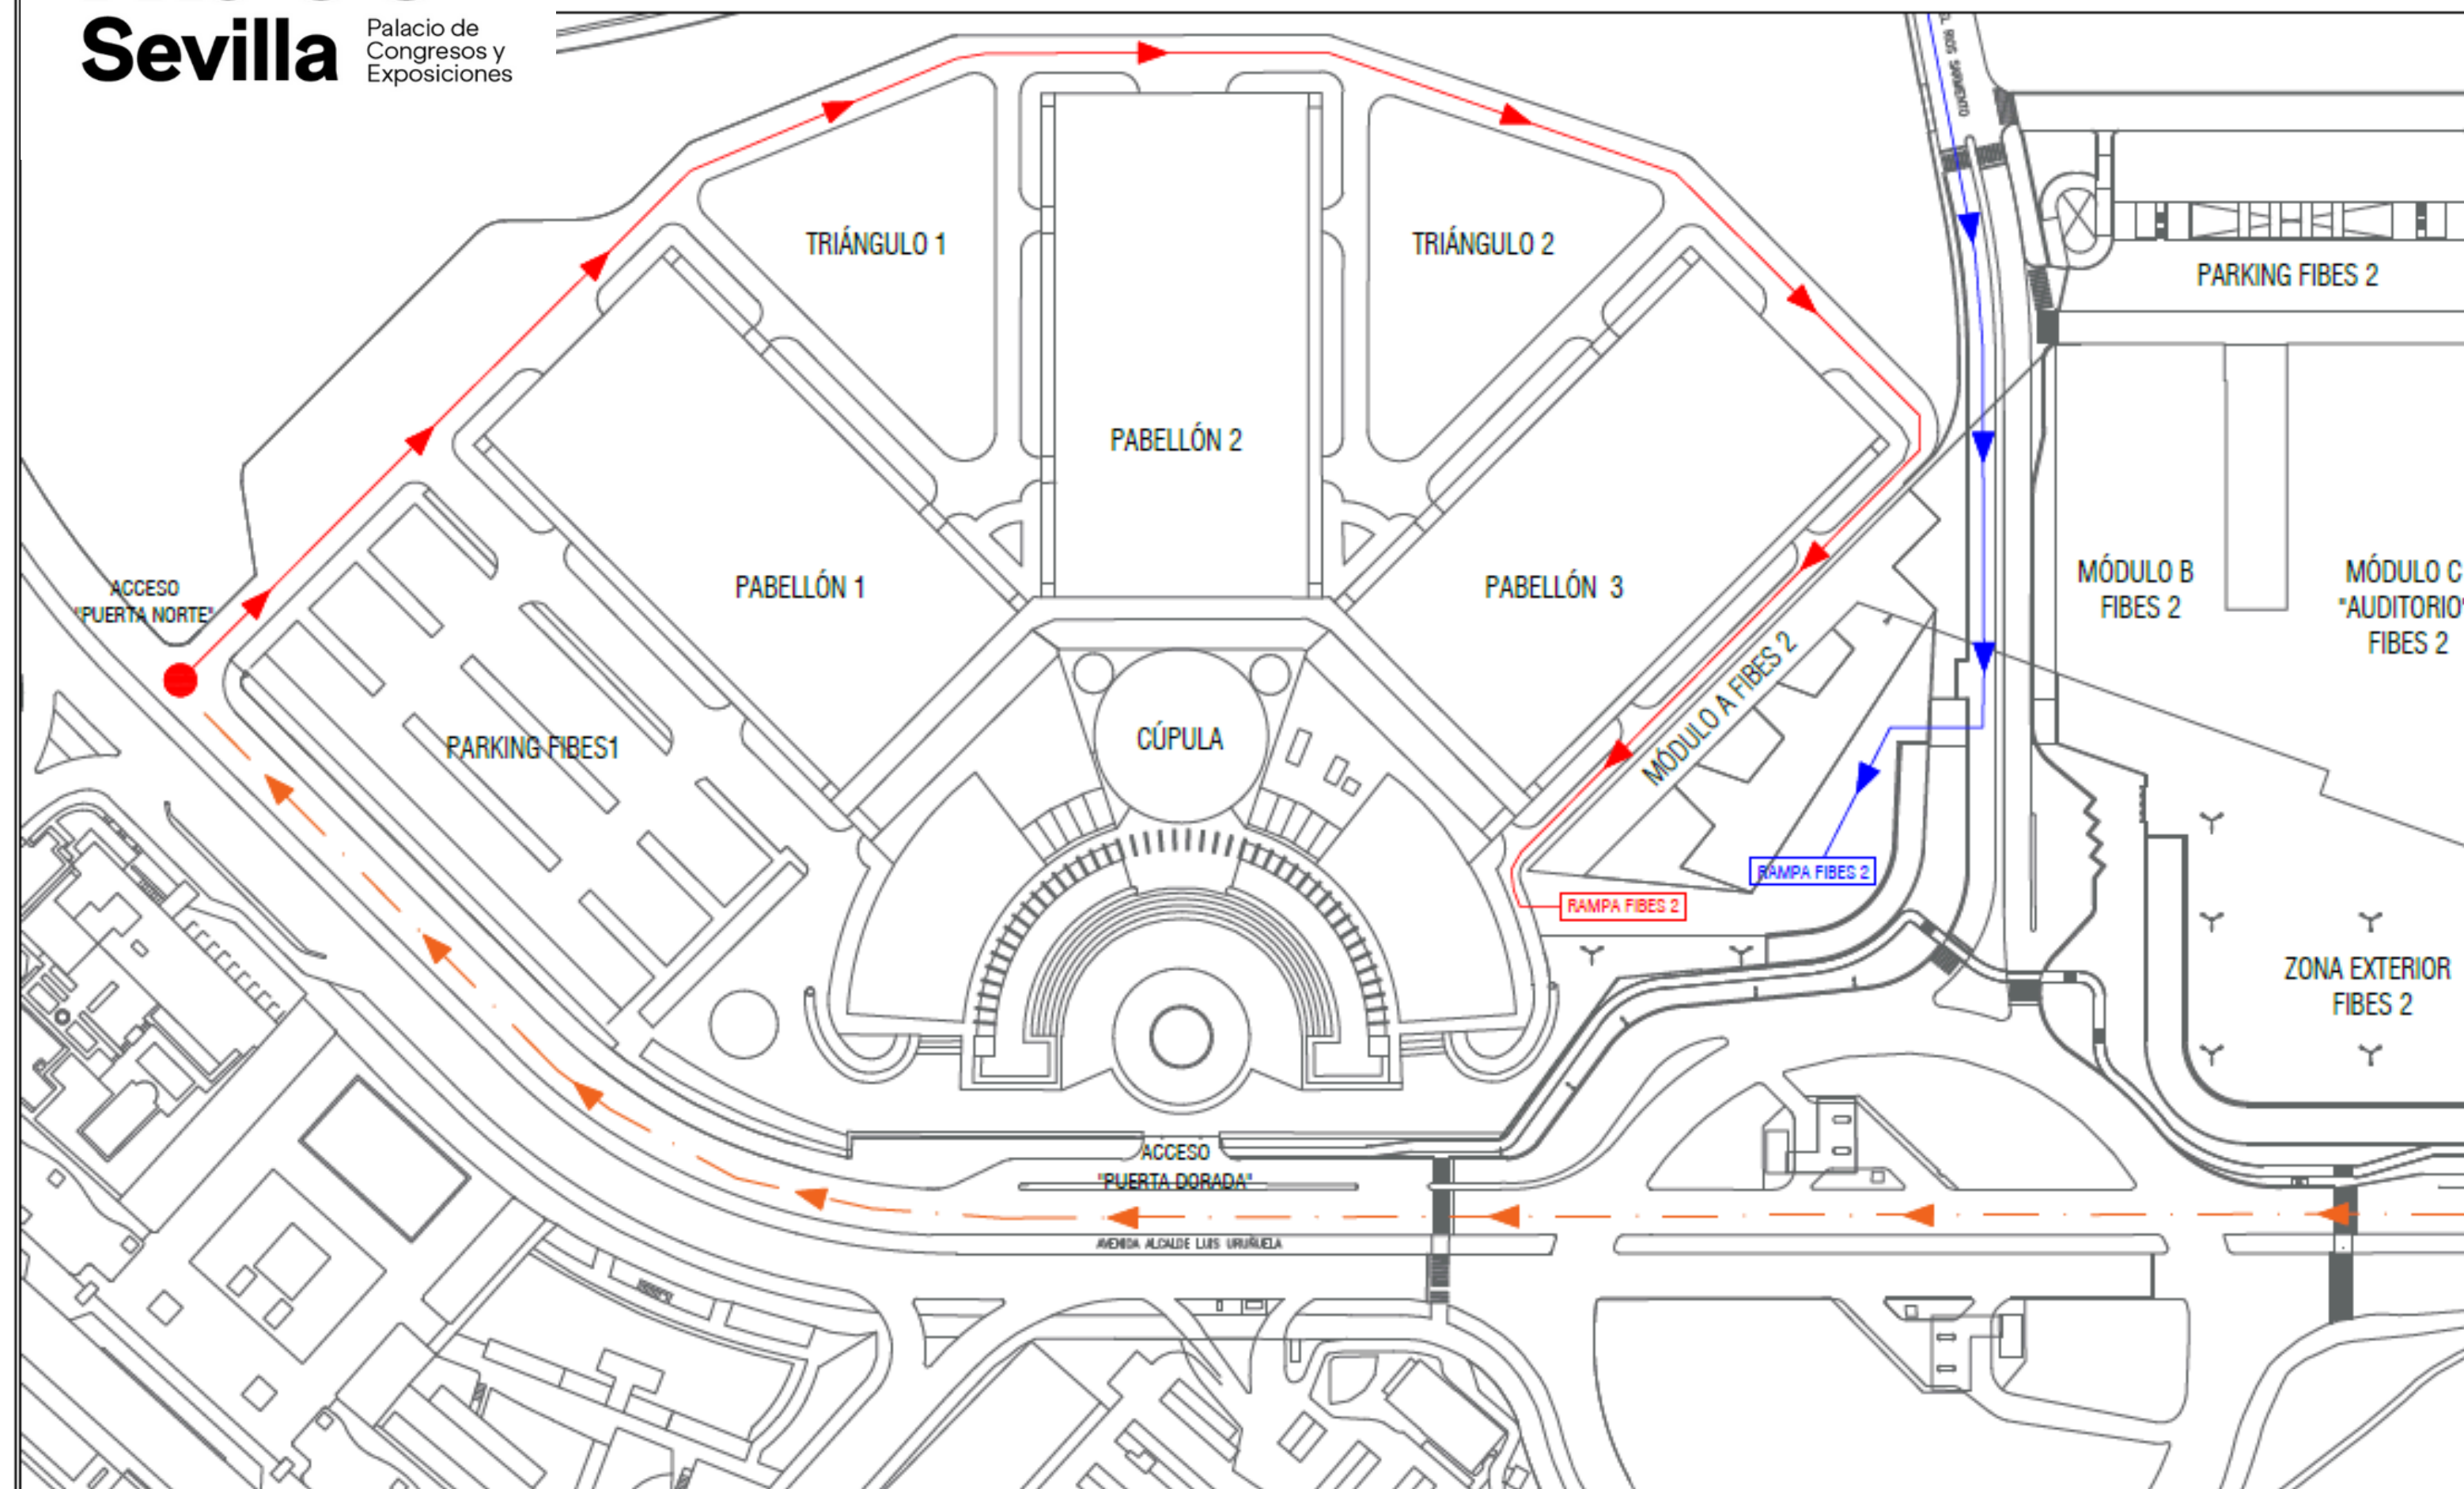 Sevilla
Palacio de
Congresos y
Exposiciones
TRIÁNGULO 1
TRIÁNGULO 2
PARKING FIBES 2
PABELLÓN 2
ACCESO
"PUERTA NORTE"
PABELLÓN 1
PABELLÓN 3
MÓDULO B
FIBES 2
MÓDULO C
"AUDITORIO"
FIBES 2
MÓDULO A FIBES 2
CÚPULA
PARKING FIBES1
RAMPA FIBES 2
RAMPA FIBES 2
ZONA EXTERIOR
FIBES 2
ACCESO
"PUERTA DORADA"
AVENIDA ALCALDE LUIS URUÑUELA